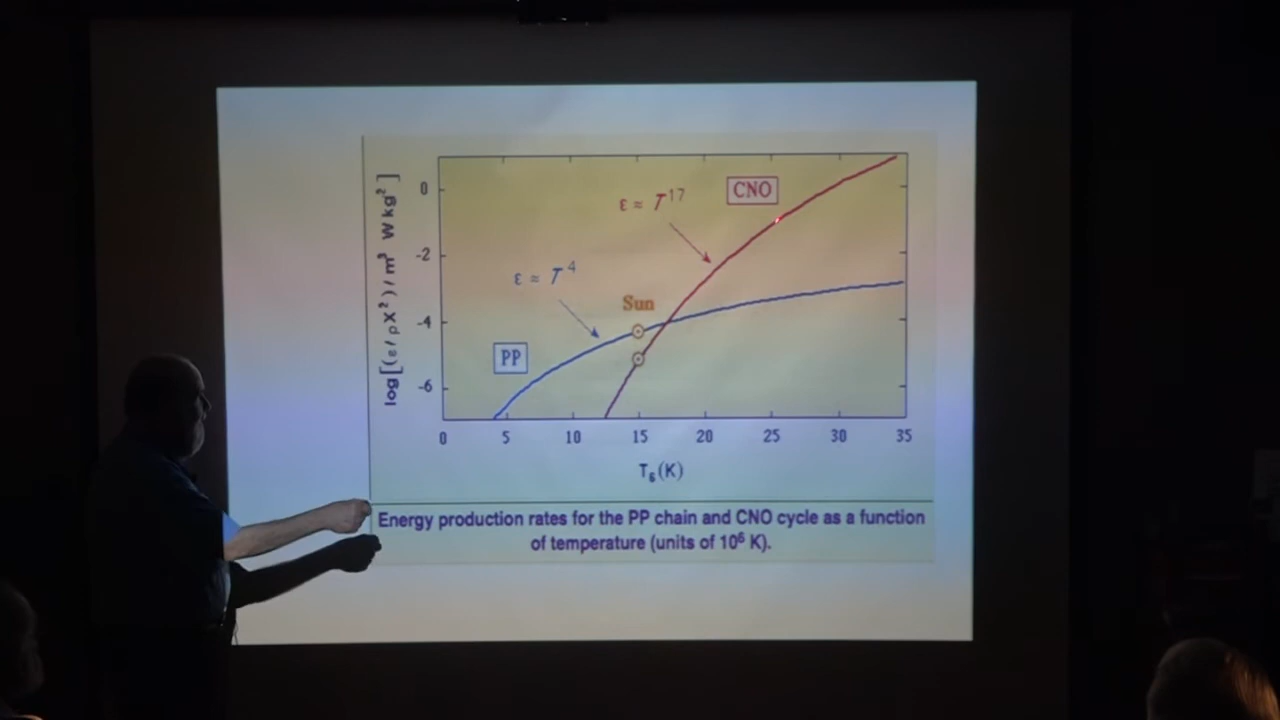 log[(ε/ρX²)/m³ W kg²]
0
-2
-4
-6
ε ≈ T¹⁷
CNO
ε ≈ T⁴
Sun
PP
0 5 10 15 20 25 30 35
T₆(K)
Energy production rates for the PP chain and CNO cycle as a function
of temperature (units of 10⁶ K).